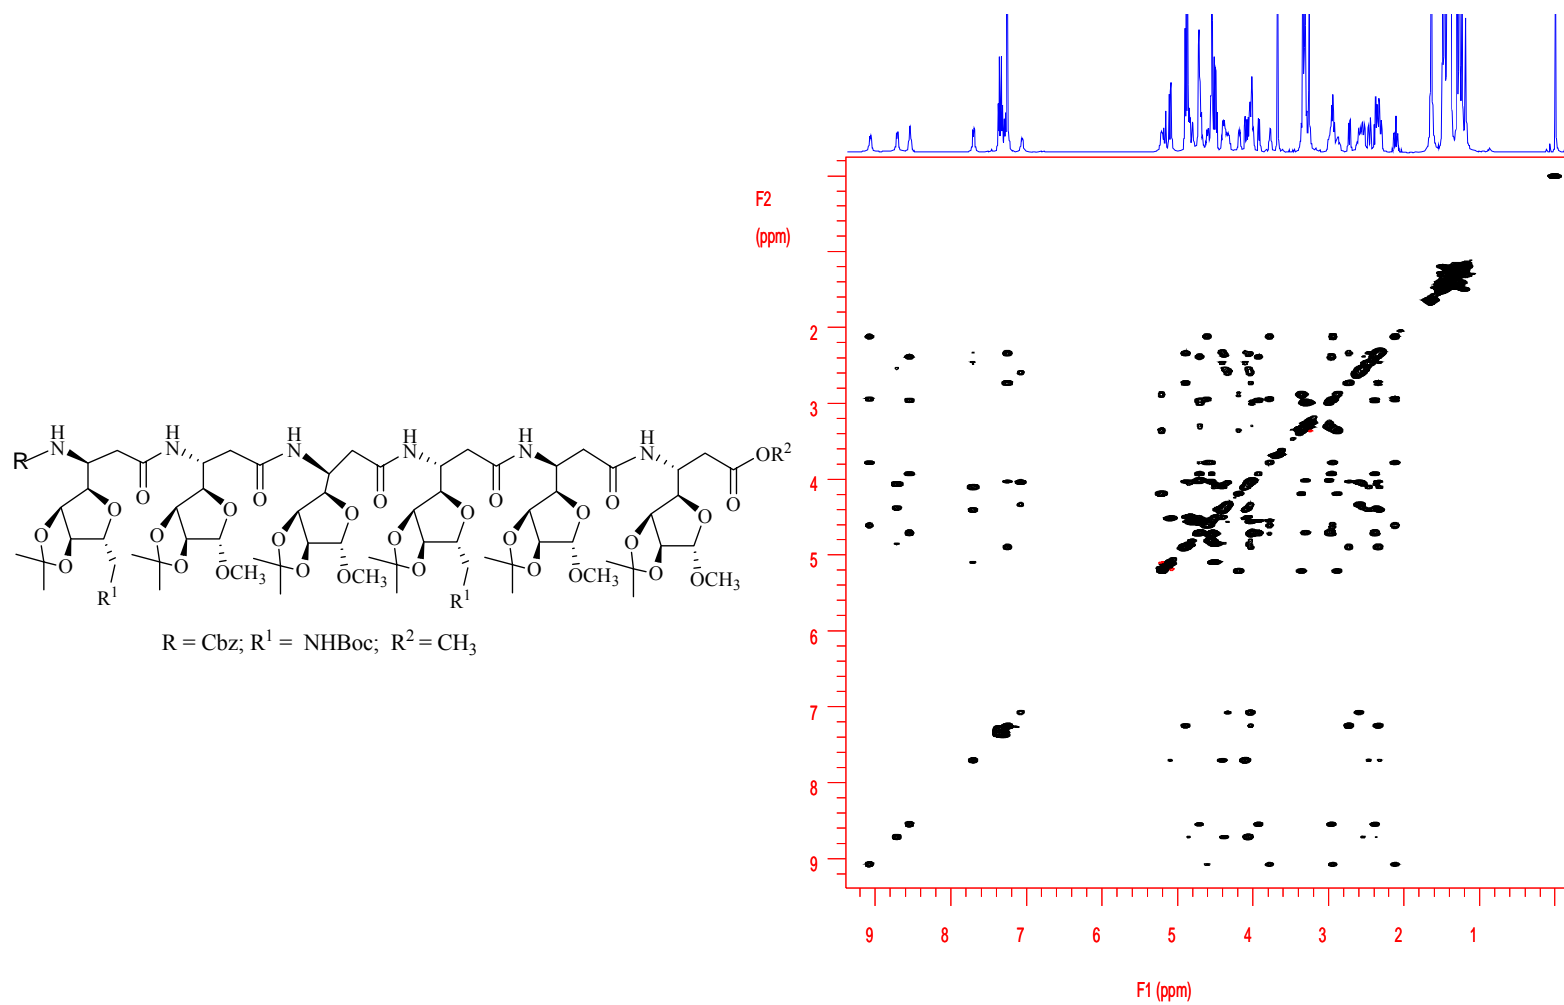 F2
(ppm)
2
3
4
5
6
7
8
9
9 8 7 6 5 4 3 2 1
F1 (ppm)
H H H H H H
R N N N N N N OR²
O O O O O O
O O O O O O
O O O O O O
O OCH₃ O OCH₃ O O OCH₃ O OCH₃
R¹ R¹
R = Cbz; R¹ = NHBoc; R² = CH₃